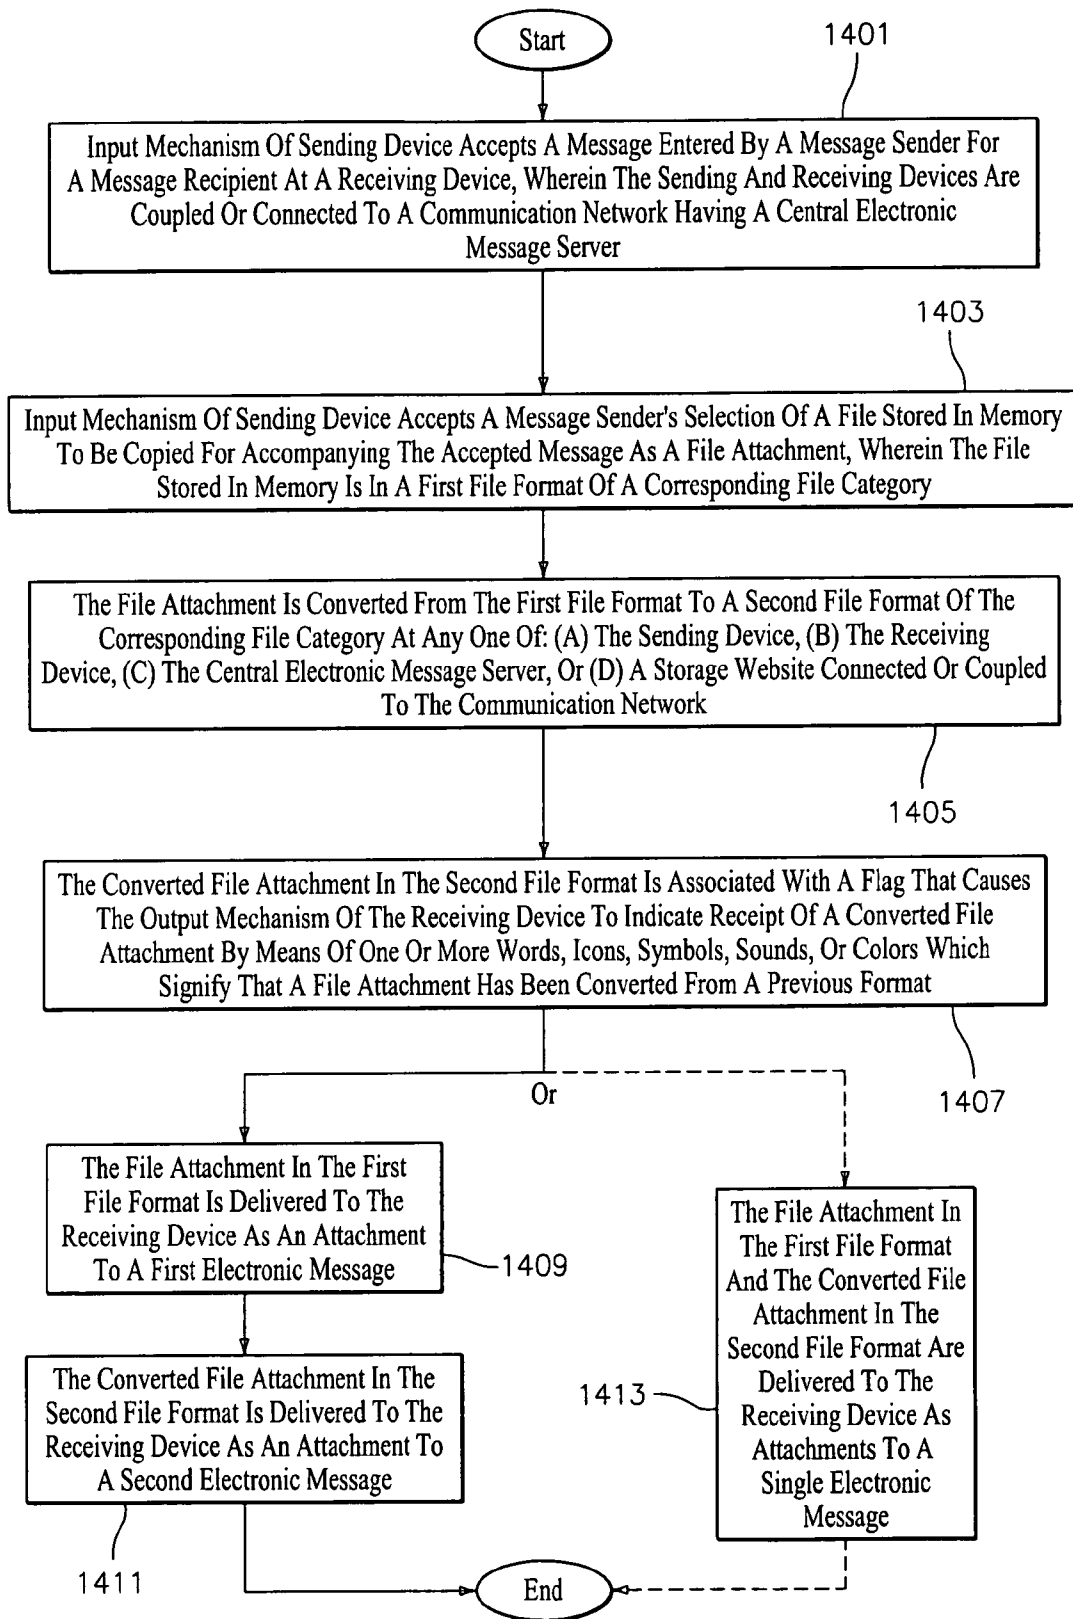 Start
1401
Input Mechanism Of Sending Device Accepts A Message Entered By A Message Sender For
A Message Recipient At A Receiving Device, Wherein The Sending And Receiving Devices Are
Coupled Or Connected To A Communication Network Having A Central Electronic
Message Server
1403
Input Mechanism Of Sending Device Accepts A Message Sender's Selection Of A File Stored In Memory
To Be Copied For Accompanying The Accepted Message As A File Attachment, Wherein The File
Stored In Memory Is In A First File Format Of A Corresponding File Category
The File Attachment Is Converted From The First File Format To A Second File Format Of The
Corresponding File Category At Any One Of: (A) The Sending Device, (B) The Receiving
Device, (C) The Central Electronic Message Server, Or (D) A Storage Website Connected Or Coupled
To The Communication Network
1405
The Converted File Attachment In The Second File Format Is Associated With A Flag That Causes
The Output Mechanism Of The Receiving Device To Indicate Receipt Of A Converted File
Attachment By Means Of One Or More Words, Icons, Symbols, Sounds, Or Colors Which
Signify That A File Attachment Has Been Converted From A Previous Format
1407
Or
The File Attachment In The First
File Format Is Delivered To The
Receiving Device As An Attachment
To A First Electronic Message
1409
The Converted File Attachment In The
Second File Format Is Delivered To The
Receiving Device As An Attachment To
A Second Electronic Message
1411
The File Attachment In
The First File Format
And The Converted File
Attachment In The
Second File Format Are
Delivered To The
Receiving Device As
Attachments To A
Single Electronic
Message
1413
End